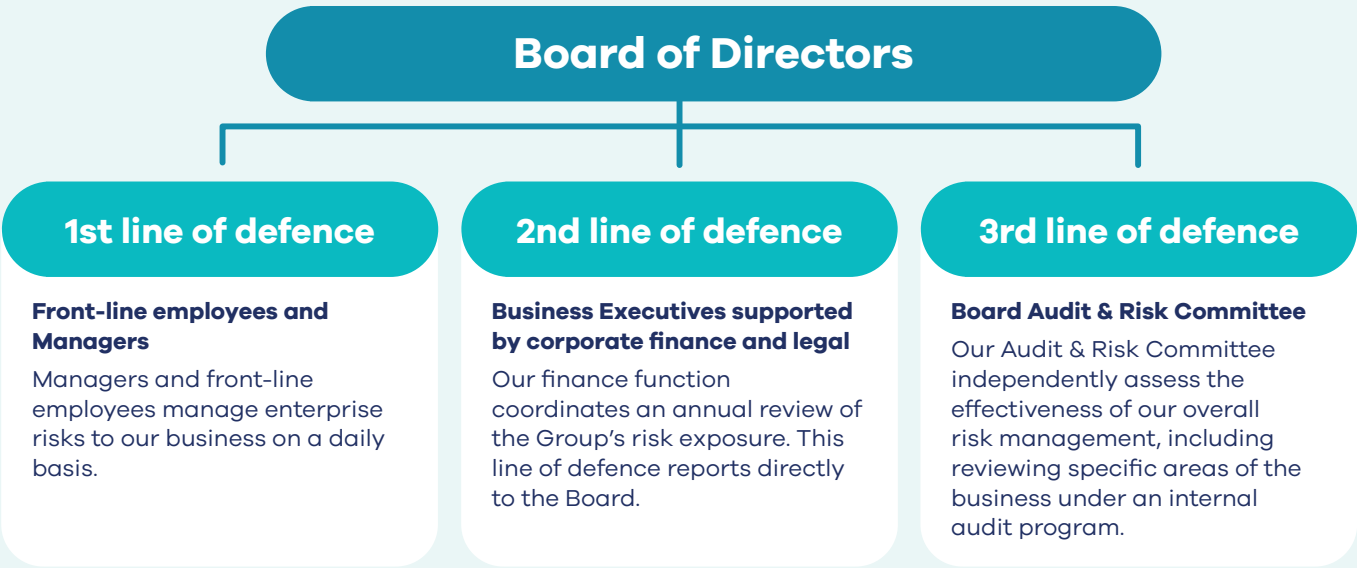 Board of Directors
1st line of defence
Front-line employees and
Managers
Managers and front-line
employees manage enterprise
risks to our business on a daily
basis.
2nd line of defence
Business Executives supported
by corporate finance and legal
Our finance function
coordinates an annual review of
the Group’s risk exposure. This
line of defence reports directly
to the Board.
3rd line of defence
Board Audit & Risk Committee
Our Audit & Risk Committee
independently assess the
effectiveness of our overall
risk management, including
reviewing specific areas of the
business under an internal
audit program.